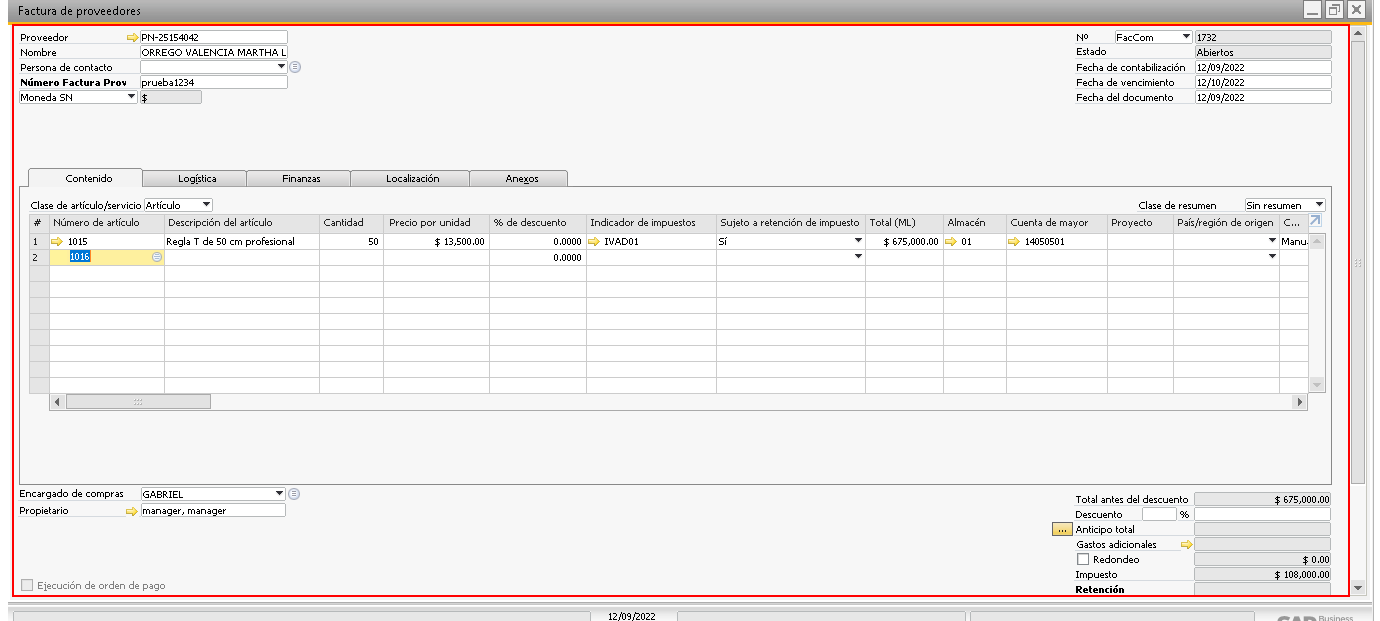 Factura de proveedores
Proveedor PN-25154042
Nombre ORREGO VALENCIA MARTHA L
Persona de contacto
Número Factura Prov prueba1234
Moneda SN $
Nº FacCom 1732
Estado Abiertos
Fecha de contabilización 12/09/2022
Fecha de vencimiento 12/10/2022
Fecha del documento 12/09/2022
Contenido Logística Finanzas Localización Anexos
Clase de artículo/servicio Artículo Clase de resumen Sin resumen
# Número de artículo Descripción del artículo Cantidad Precio por unidad % de descuento Indicador de impuestos Sujeto a retención de impuesto Total (ML) Almacén Cuenta de mayor Proyecto País/región de origen C...
1 1015 Regla T de 50 cm profesional 50 $ 13,500.00 0.0000 IVAD01 Sí $ 675,000.00 01 14050501 Manu
2 1016 0.0000
Encargado de compras GABRIEL
Propietario manager, manager
Total antes del descuento $ 675,000.00
Descuento %
... Anticipo total
Gastos adicionales
Redondeo $ 0.00
Impuesto $ 108,000.00
Ejecución de orden de pago
Retención
12/09/2022
SAP Business